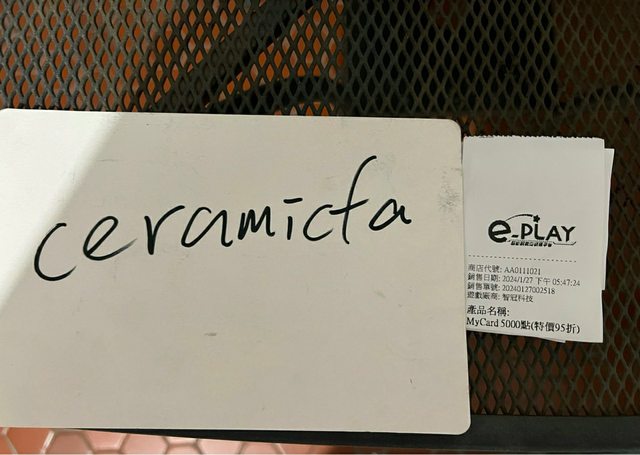 ceramicfa
e-PLAY
商店代號: AA0111021
銷售日期: 2024/1/27 下午 05:47:24
銷售單號: 20240127002518
遊戲廠商: 智冠科技
產品名稱:
MyCard 5000點(特價95折)